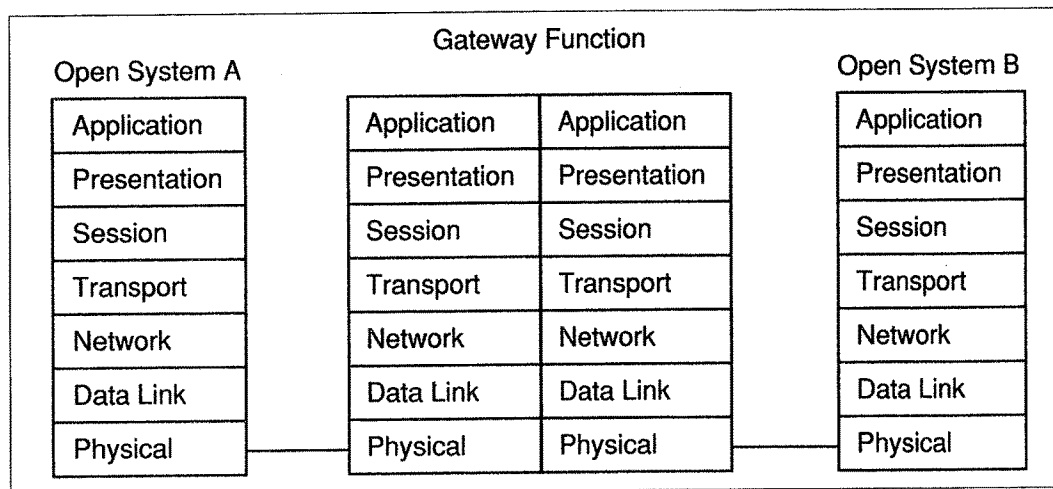 Gateway Function
Open System A
Open System B
Application
Presentation
Session
Transport
Network
Data Link
Physical
Application Application
Presentation Presentation
Session Session
Transport Transport
Network Network
Data Link Data Link
Physical Physical
Application
Presentation
Session
Transport
Network
Data Link
Physical